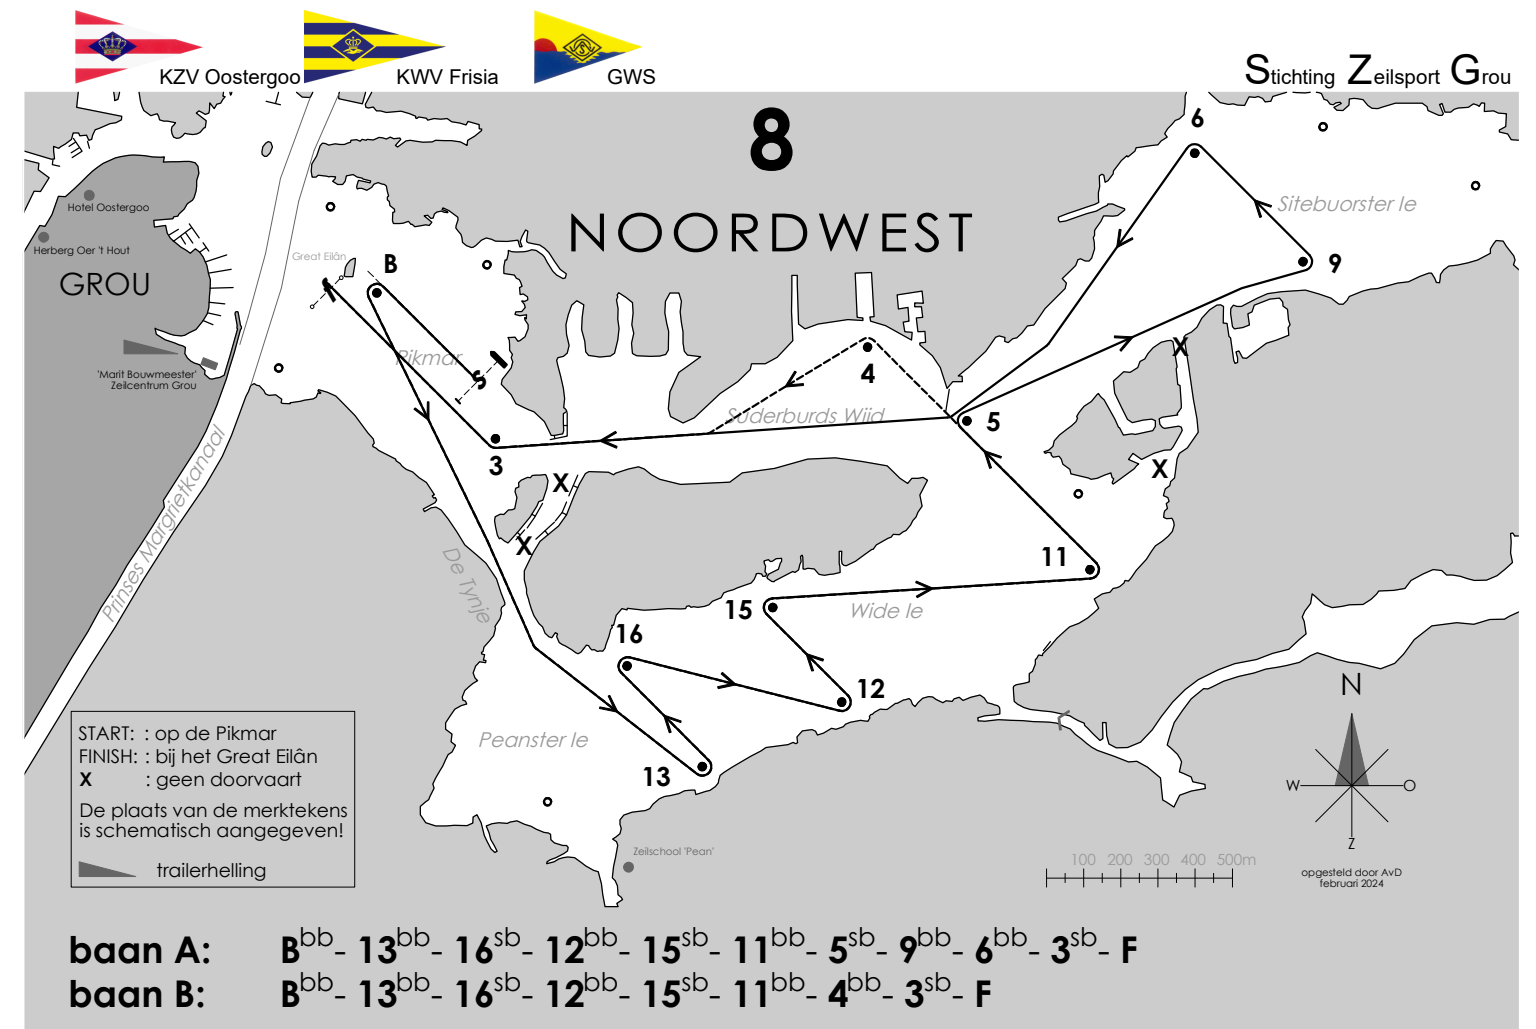 KZV Oostergoo
KWV Frisia
GWS
Stichting Zeilsport Grou
8
NOORDWEST
6
Sitebuorster Ie
9
Hotel Oostergoo
Herberg Oer 't Hout
GROU
Great Eilân
B
F
Pikmar
S
'Marit Bouwmeester'
Zeilcentrum Grou
4
Suderburds Wiid
5
X
3
X
X
X
Prinses Margrietkanaal
De Tynje
11
15
Wide Ie
16
12
Peanster Ie
13
Zeilschool 'Pean'
START: : op de Pikmar
FINISH: : bij het Great Eilân
X : geen doorvaart
De plaats van de merktekens
is schematisch aangegeven!
trailerhelling
N
W
O
Z
100 200 300 400 500m
opgesteld door AvD
februari 2024
baan A: Bbb- 13bb- 16sb- 12bb- 15sb- 11bb- 5sb- 9bb- 6bb- 3sb- F
baan B: Bbb- 13bb- 16sb- 12bb- 15sb- 11bb- 4bb- 3sb- F